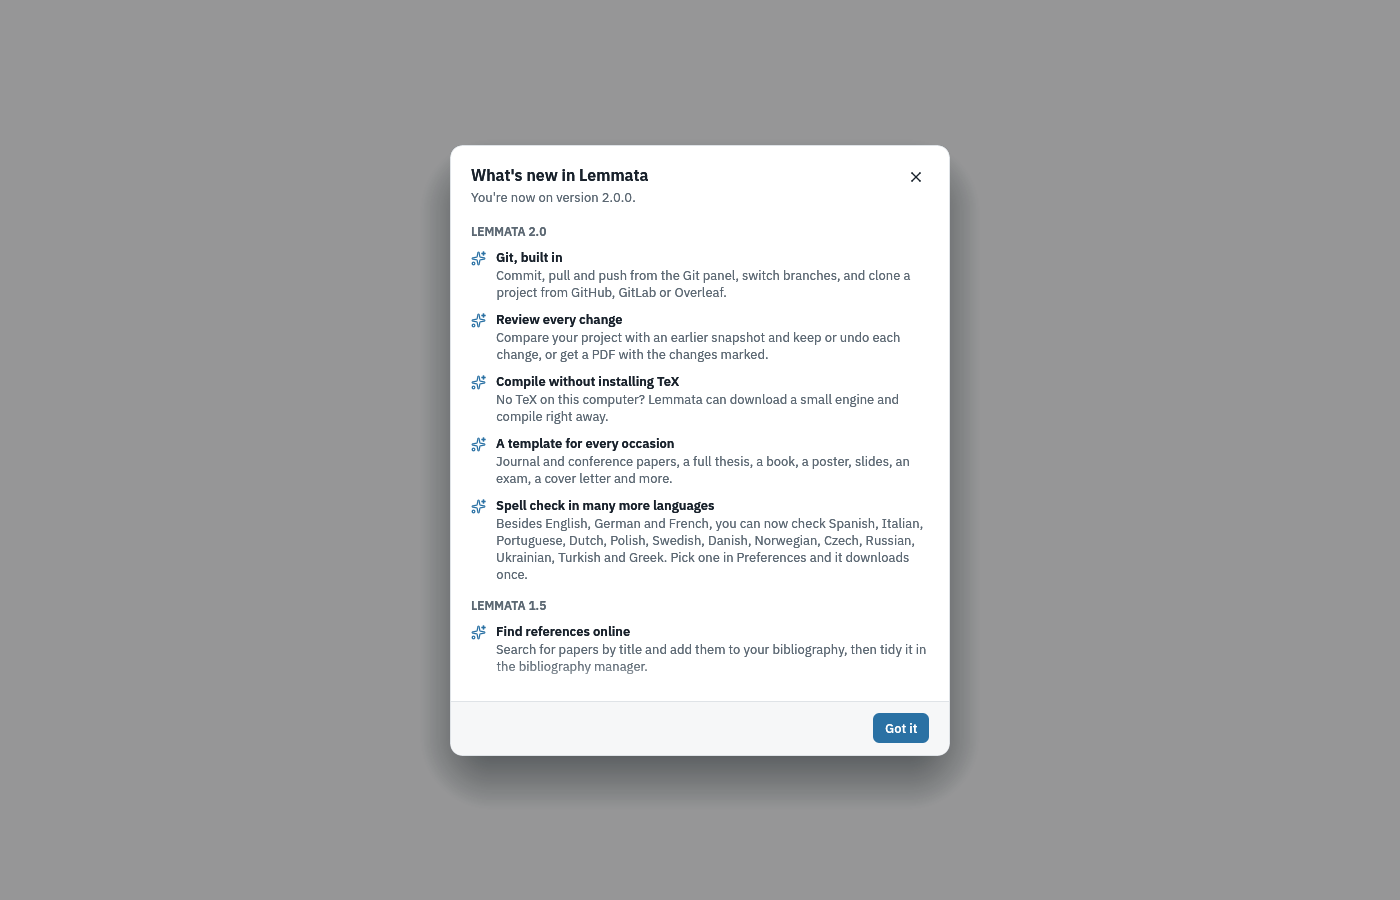 What's new in Lemmata
You're now on version 2.0.0.
LEMMATA 2.0
Git, built in
Commit, pull and push from the Git panel, switch branches, and clone a
project from GitHub, GitLab or Overleaf.
Review every change
Compare your project with an earlier snapshot and keep or undo each
change, or get a PDF with the changes marked.
Compile without installing TeX
No TeX on this computer? Lemmata can download a small engine and
compile right away.
A template for every occasion
Journal and conference papers, a full thesis, a book, a poster, slides, an
exam, a cover letter and more.
Spell check in many more languages
Besides English, German and French, you can now check Spanish, Italian,
Portuguese, Dutch, Polish, Swedish, Danish, Norwegian, Czech, Russian,
Ukrainian, Turkish and Greek. Pick one in Preferences and it downloads
once.
LEMMATA 1.5
Find references online
Search for papers by title and add them to your bibliography, then tidy it in
the bibliography manager.
Got it